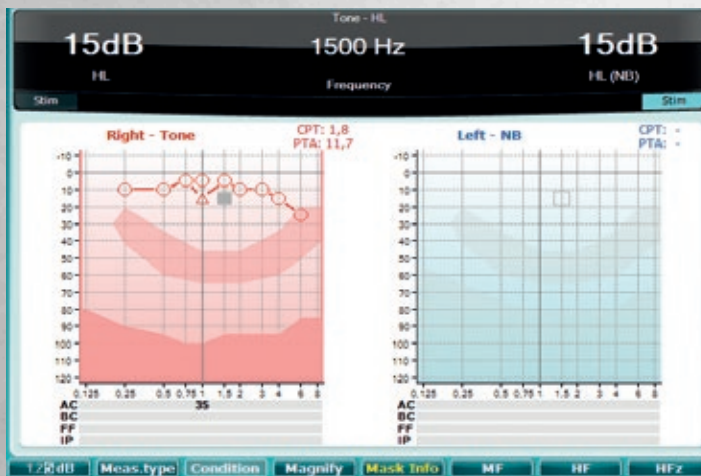 Tone - HL
15dB 1500 Hz 15dB
HL Frequency HL (NB)
Stim Stim
Right - Tone CPT: 1,8
PTA: 11,7
Left - NB CPT: -
PTA: -
-10 -10
0 0
10 10
20 20
30 30
40 40
50 50
60 60
70 70
80 80
90 90
100 100
110 110
120 120
0,125 0,25 0,5 0,75 1 1,5 2 3 4 6 8 0,125 0,25 0,5 0,75 1 1,5 2 3 4 6 8
AC 35 AC
BC BC
FF FF
IP IP
Meas.type Condition Magnify Mask Info MF HF HFz